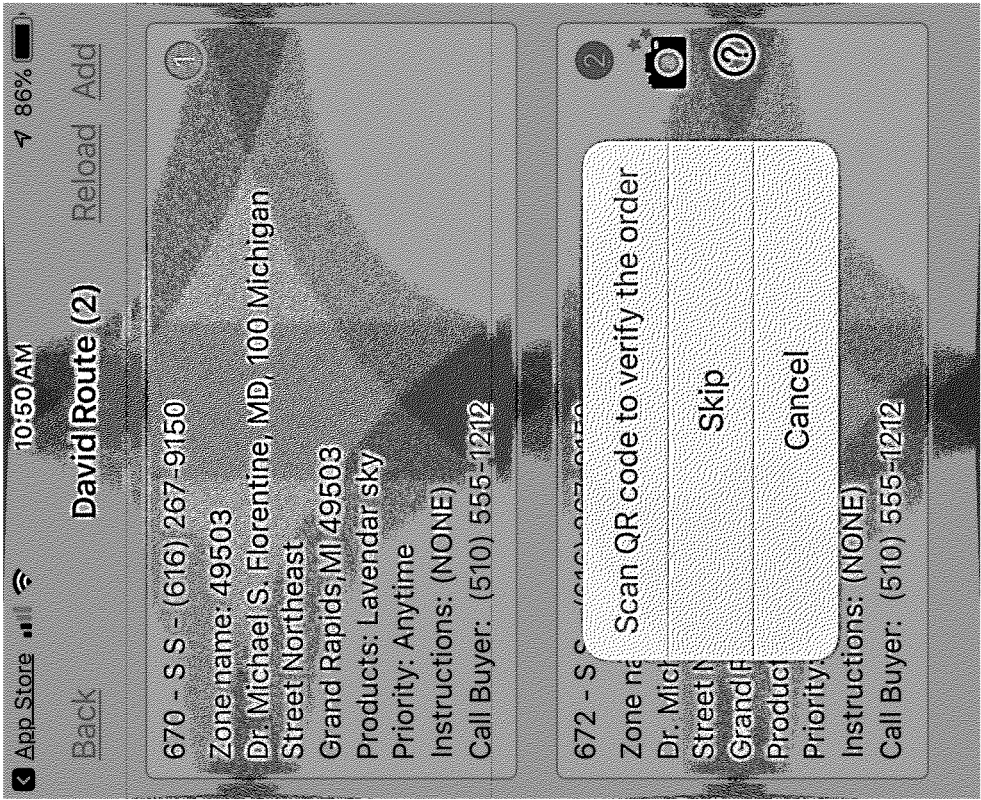 App Store 10:50 AM 86%
Back David Route (2) Reload Add
1
670 - S S - (616) 267-9150
Zone name: 49503
Dr. Michael S. Florentine, MD, 100 Michigan
Street Northeast
Grand Rapids,MI 49503
Products: Lavendar sky
Priority: Anytime
Instructions: (NONE)
Call Buyer: (510) 555-1212
2
672 - S S
Zone na
Dr. Mich
Street N
Grand R
Product
Priority:
Instructions: (NONE)
Call Buyer: (510) 555-1212
?
Scan QR code to verify the order
Skip
Cancel